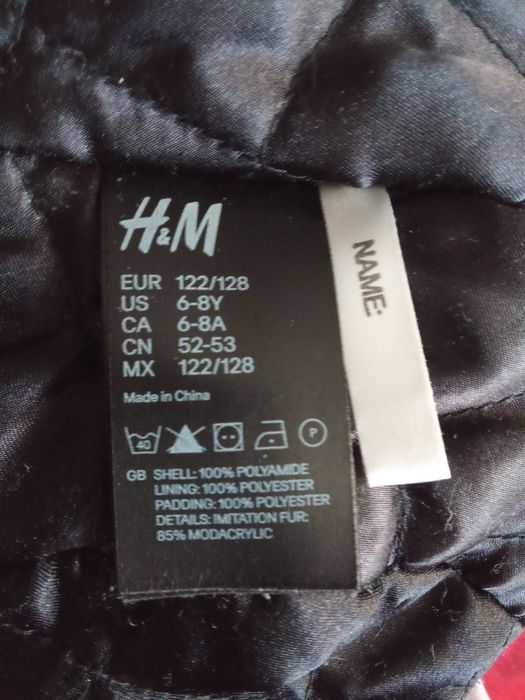 H&M
EUR 122/128
US 6-8Y
CA 6-8A
CN 52-53
MX 122/128
Made in China
40 P
GB SHELL: 100% POLYAMIDE
LINING: 100% POLYESTER
PADDING: 100% POLYESTER
DETAILS: IMITATION FUR:
85% MODACRYLIC
NAME: